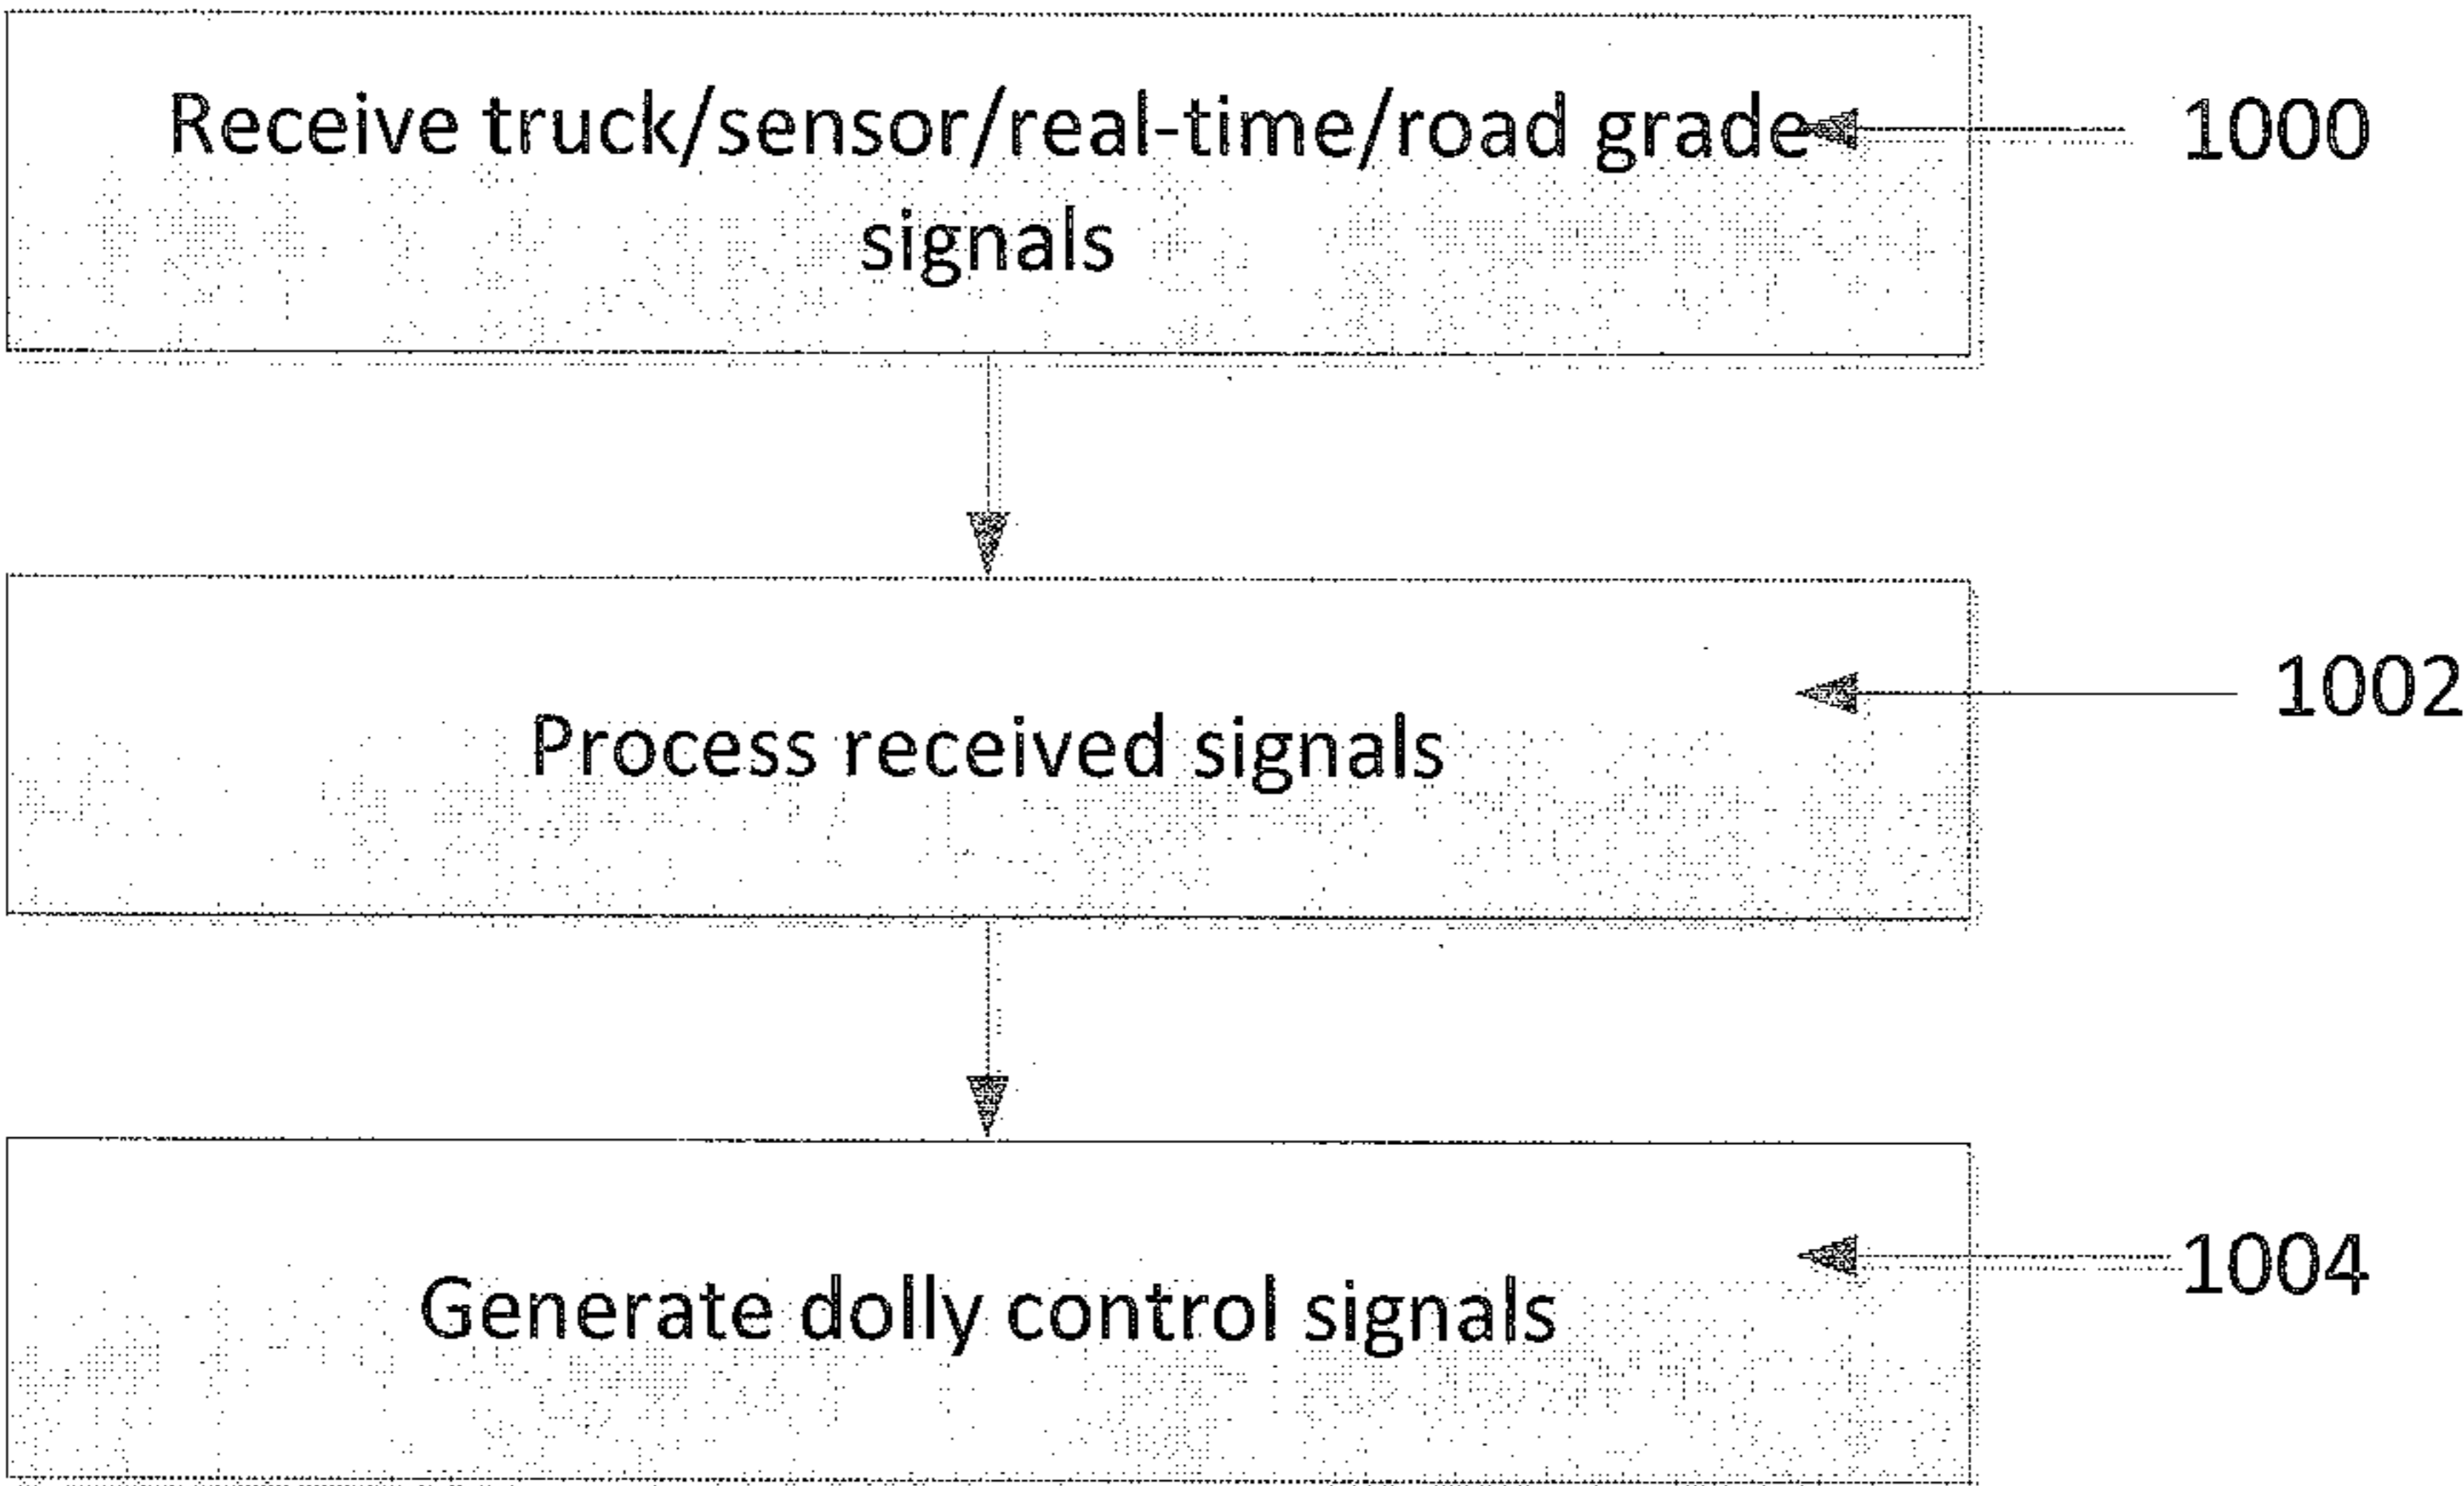 Receive truck/sensor/real-time/road grade
1000
signals
1002
Process received signals
1004
Generate dolly control signals